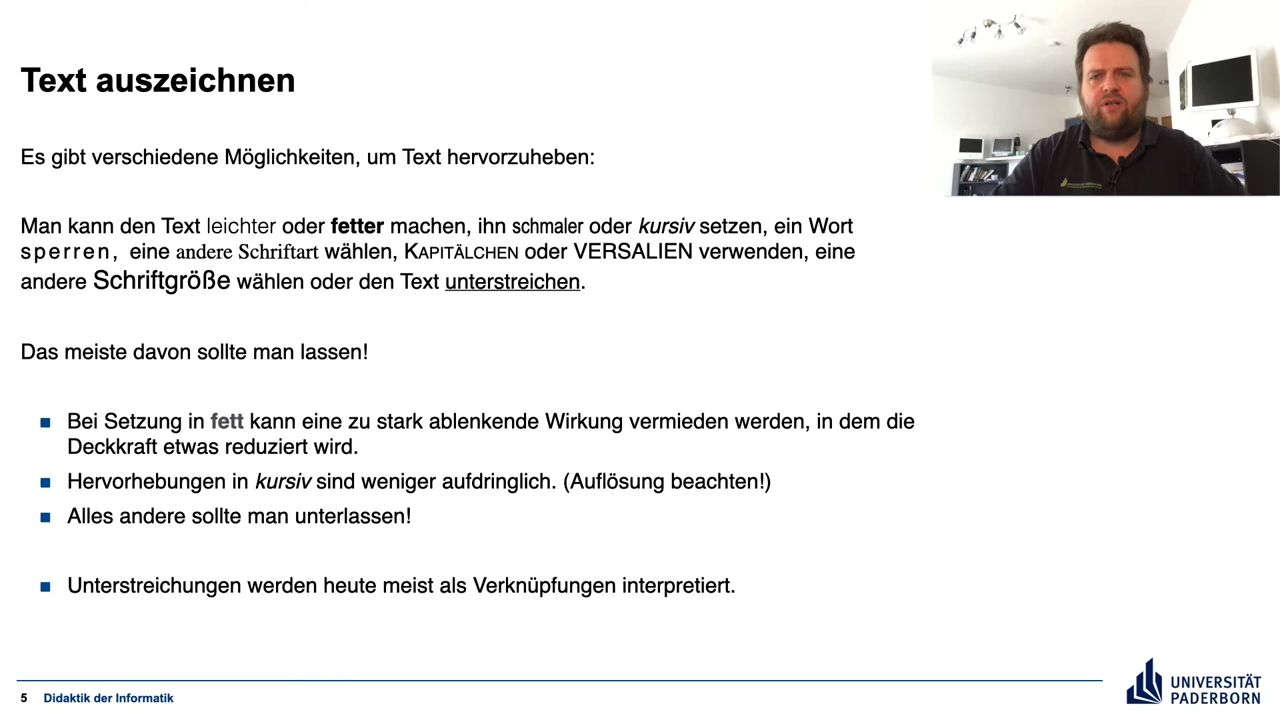 Text auszeichnen
Es gibt verschiedene Möglichkeiten, um Text hervorzuheben:
Man kann den Text leichter oder fetter machen, ihn schmaler oder kursiv setzen, ein Wort
sperren, eine andere Schriftart wählen, KAPITÄLCHEN oder VERSALIEN verwenden, eine
andere Schriftgröße wählen oder den Text unterstreichen.
Das meiste davon sollte man lassen!
■ Bei Setzung in fett kann eine zu stark ablenkende Wirkung vermieden werden, in dem die
Deckkraft etwas reduziert wird.
■ Hervorhebungen in kursiv sind weniger aufdringlich. (Auflösung beachten!)
■ Alles andere sollte man unterlassen!
■ Unterstreichungen werden heute meist als Verknüpfungen interpretiert.
5 Didaktik der Informatik
UNIVERSITÄT
PADERBORN